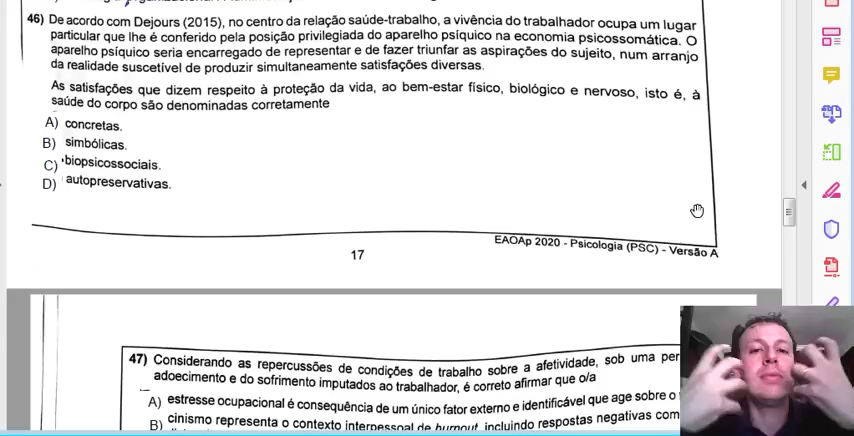 46) De acordo com Dejours (2015), no centro da relação saúde-trabalho, a vivência do trabalhador ocupa um lugar
particular que lhe é conferido pela posição privilegiada do aparelho psíquico na economia psicossomática. O
aparelho psíquico seria encarregado de representar e de fazer triunfar as aspirações do sujeito, num arranjo
da realidade suscetível de produzir simultaneamente satisfações diversas.
As satisfações que dizem respeito à proteção da vida, ao bem-estar físico, biológico e nervoso, isto é, à
saúde do corpo são denominadas corretamente
A) concretas.
B) simbólicas.
C) biopsicossociais.
D) autopreservativas.
EAOAp 2020 - Psicologia (PSC) - Versão A
17
47) Considerando as repercussões de condições de trabalho sobre a afetividade, sob uma per
adoecimento e do sofrimento imputados ao trabalhador, é correto afirmar que o/a
A) estresse ocupacional é consequência de um único fator externo e identificável que age sobre o
B) cinismo representa o contexto interpessoal de burnout, incluindo respostas negativas com